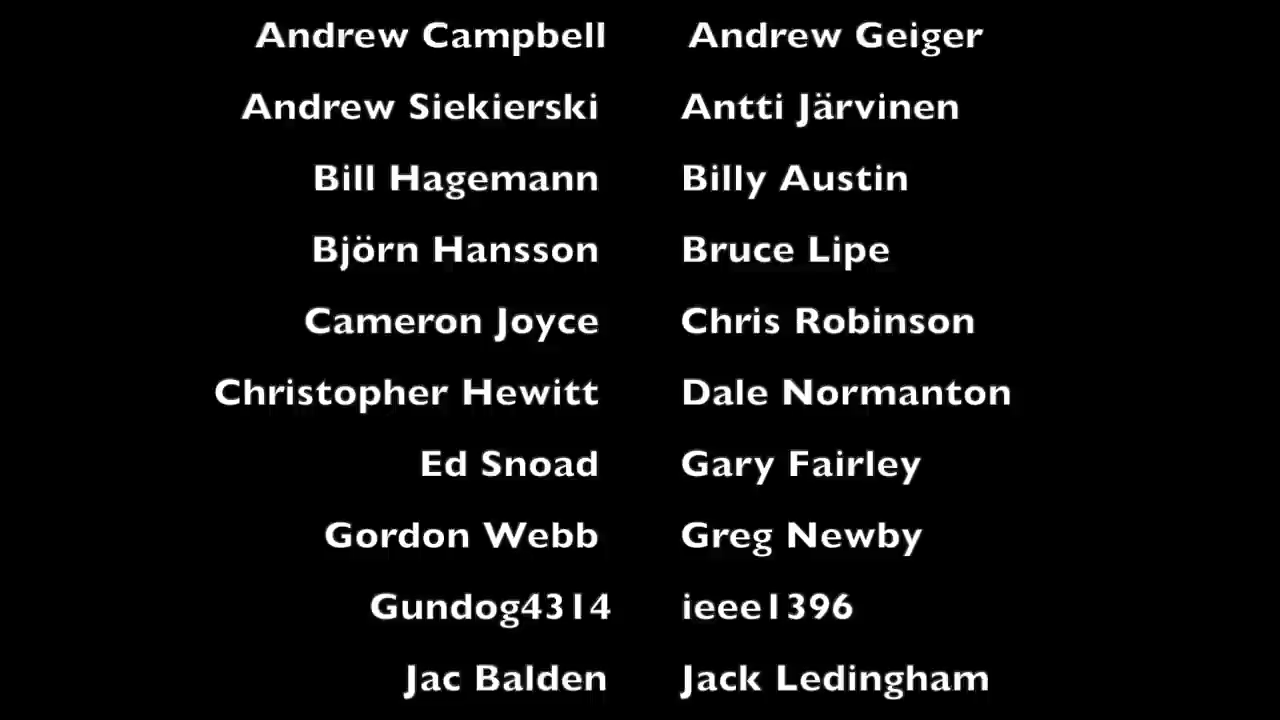 Andrew Campbell Andrew Geiger
Andrew Siekierski Antti Järvinen
Bill Hagemann Billy Austin
Björn Hansson Bruce Lipe
Cameron Joyce Chris Robinson
Christopher Hewitt Dale Normanton
Ed Snoad Gary Fairley
Gordon Webb Greg Newby
Gundog4314 ieee1396
Jac Balden Jack Ledingham